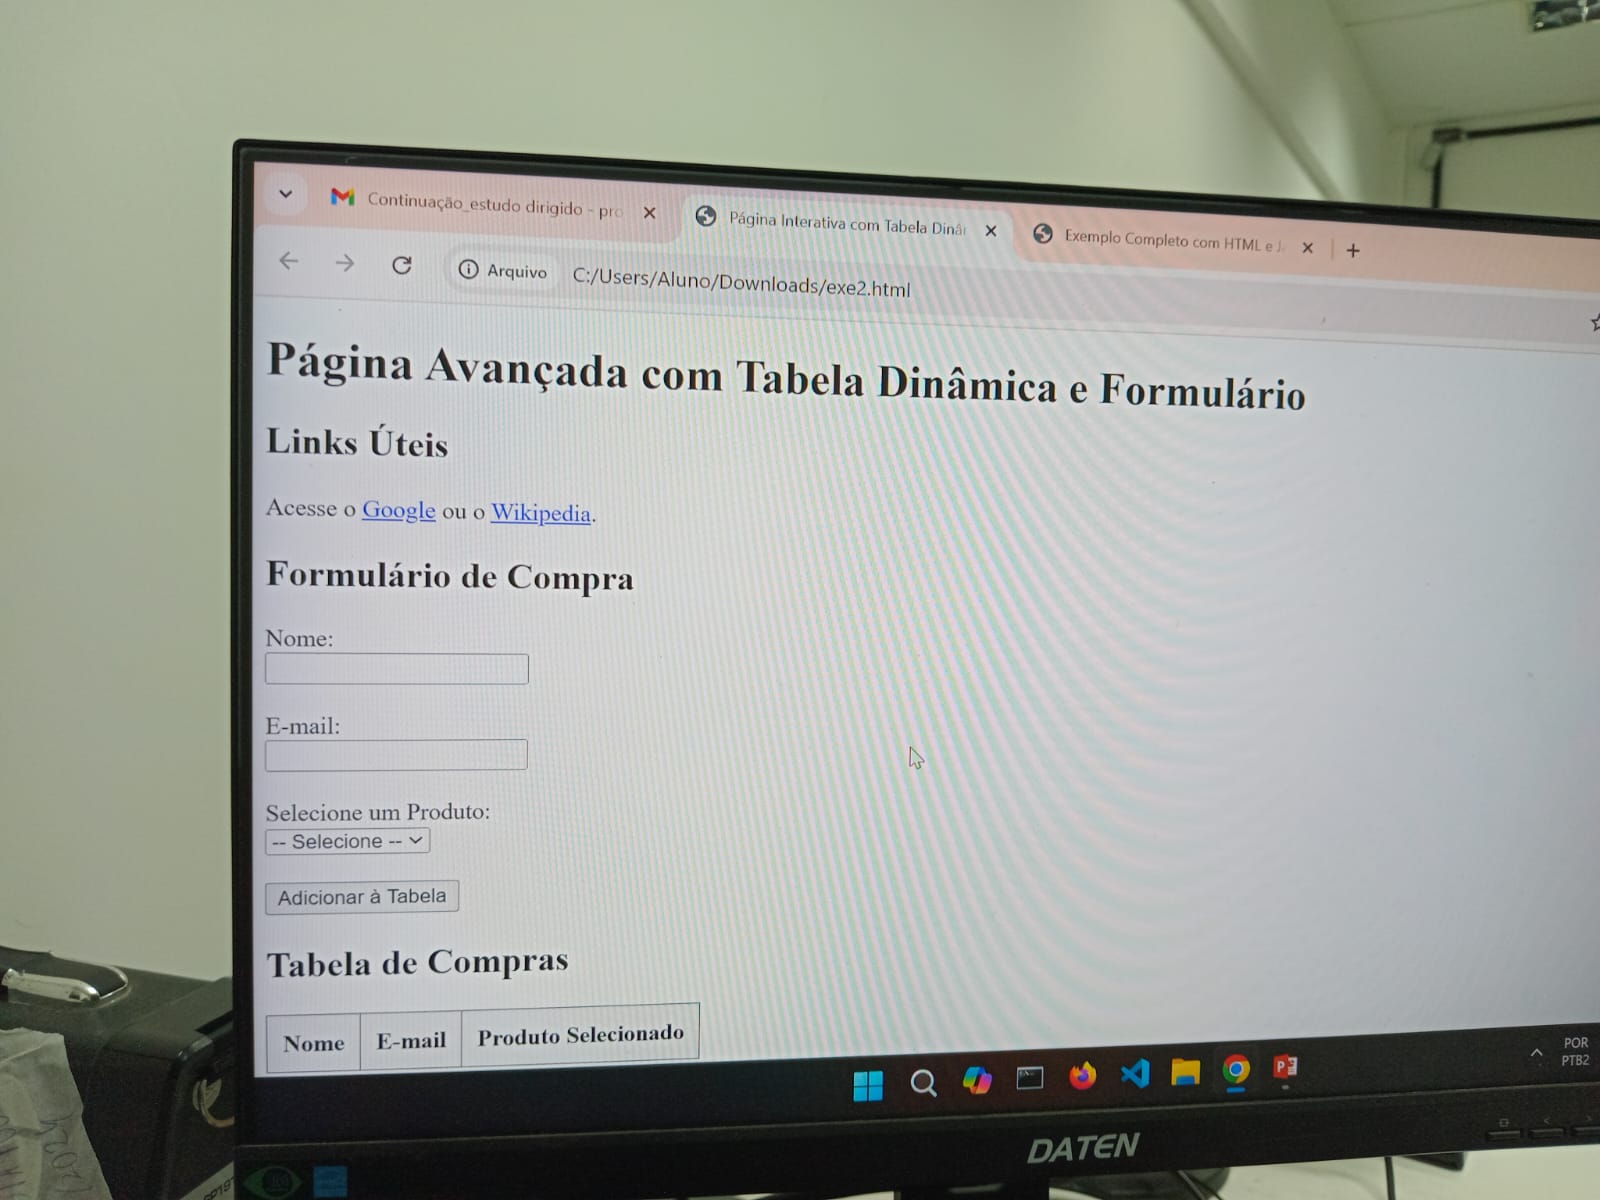 Continuação_estudo dirigido - pro
Página Interativa com Tabela Dinâr
Exemplo Completo com HTML e J
Arquivo
C:/Users/Aluno/Downloads/exe2.html
Página Avançada com Tabela Dinâmica e Formulário
Links Úteis
Acesse o Google ou o Wikipedia.
Formulário de Compra
Nome:
E-mail:
Selecione um Produto:
-- Selecione --
Adicionar à Tabela
Tabela de Compras
Nome E-mail Produto Selecionado
POR
PTB2
DATEN